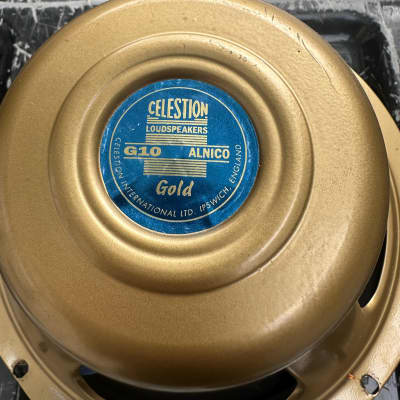 CELESTION
LOUDSPEAKERS
G10 ALNICO
Gold
CELESTION INTERNATIONAL LTD. IPSWICH, ENGLAND